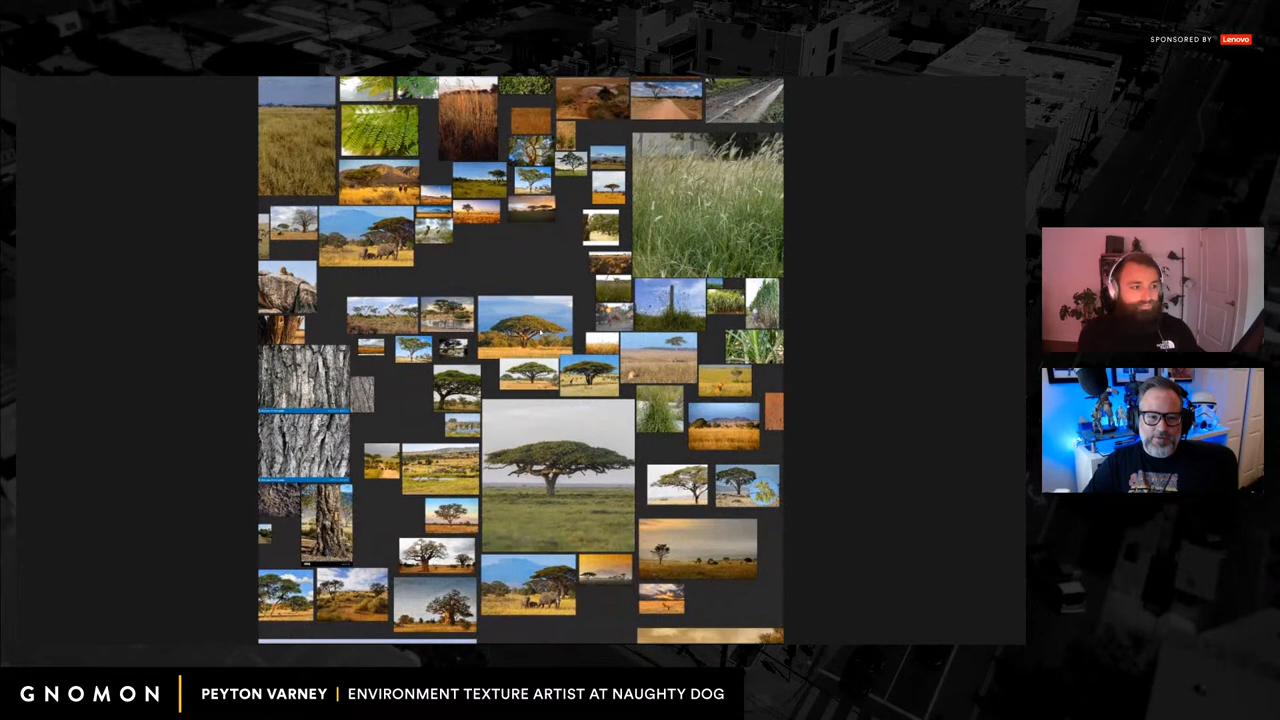 SPONSORED BY Lenovo
GNOMON
PEYTON VARNEY | ENVIRONMENT TEXTURE ARTIST AT NAUGHTY DOG